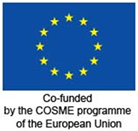 Co-funded
by the COSME programme
of the European Union